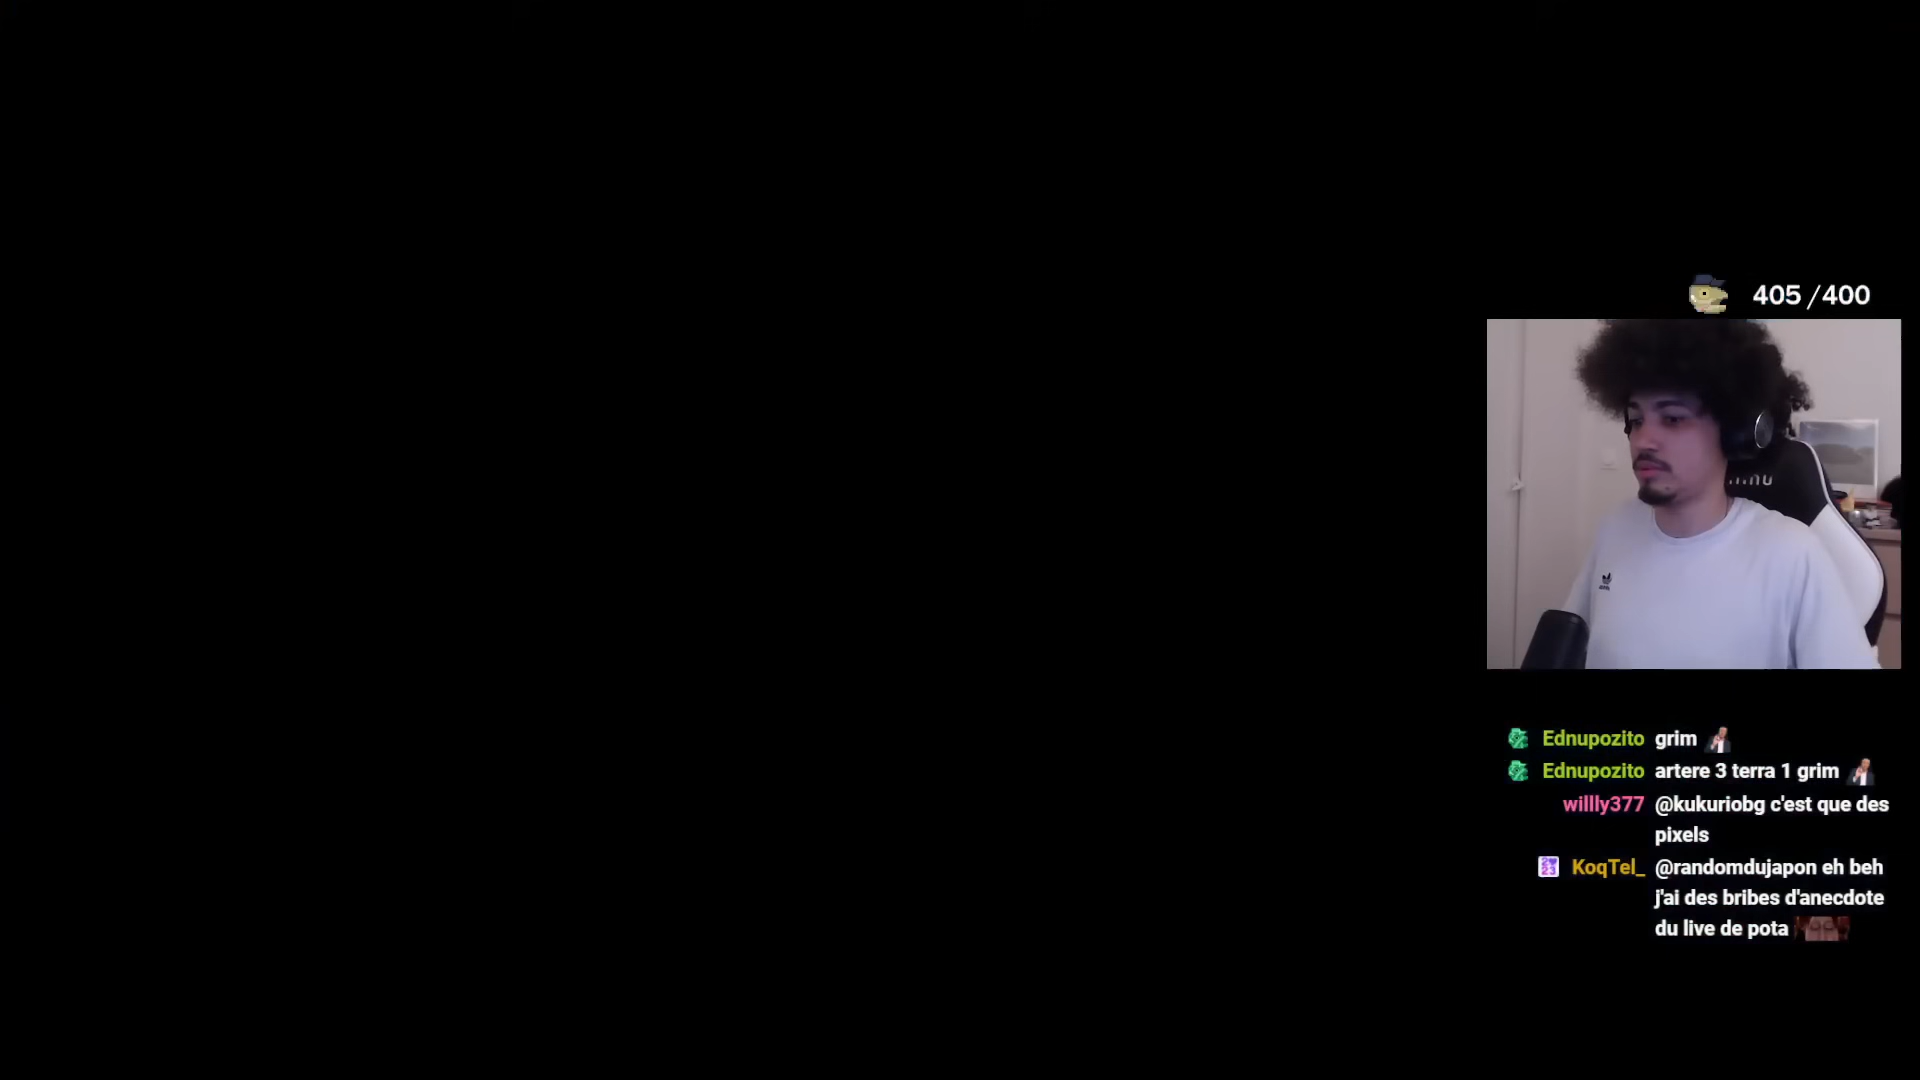 405 /400
Ednupozito grim
Ednupozito artere 3 terra 1 grim
willly377 @kukuriobg c'est que des
pixels
KoqTel_ @randomdujapon eh beh
j'ai des bribes d'anecdote
du live de pota